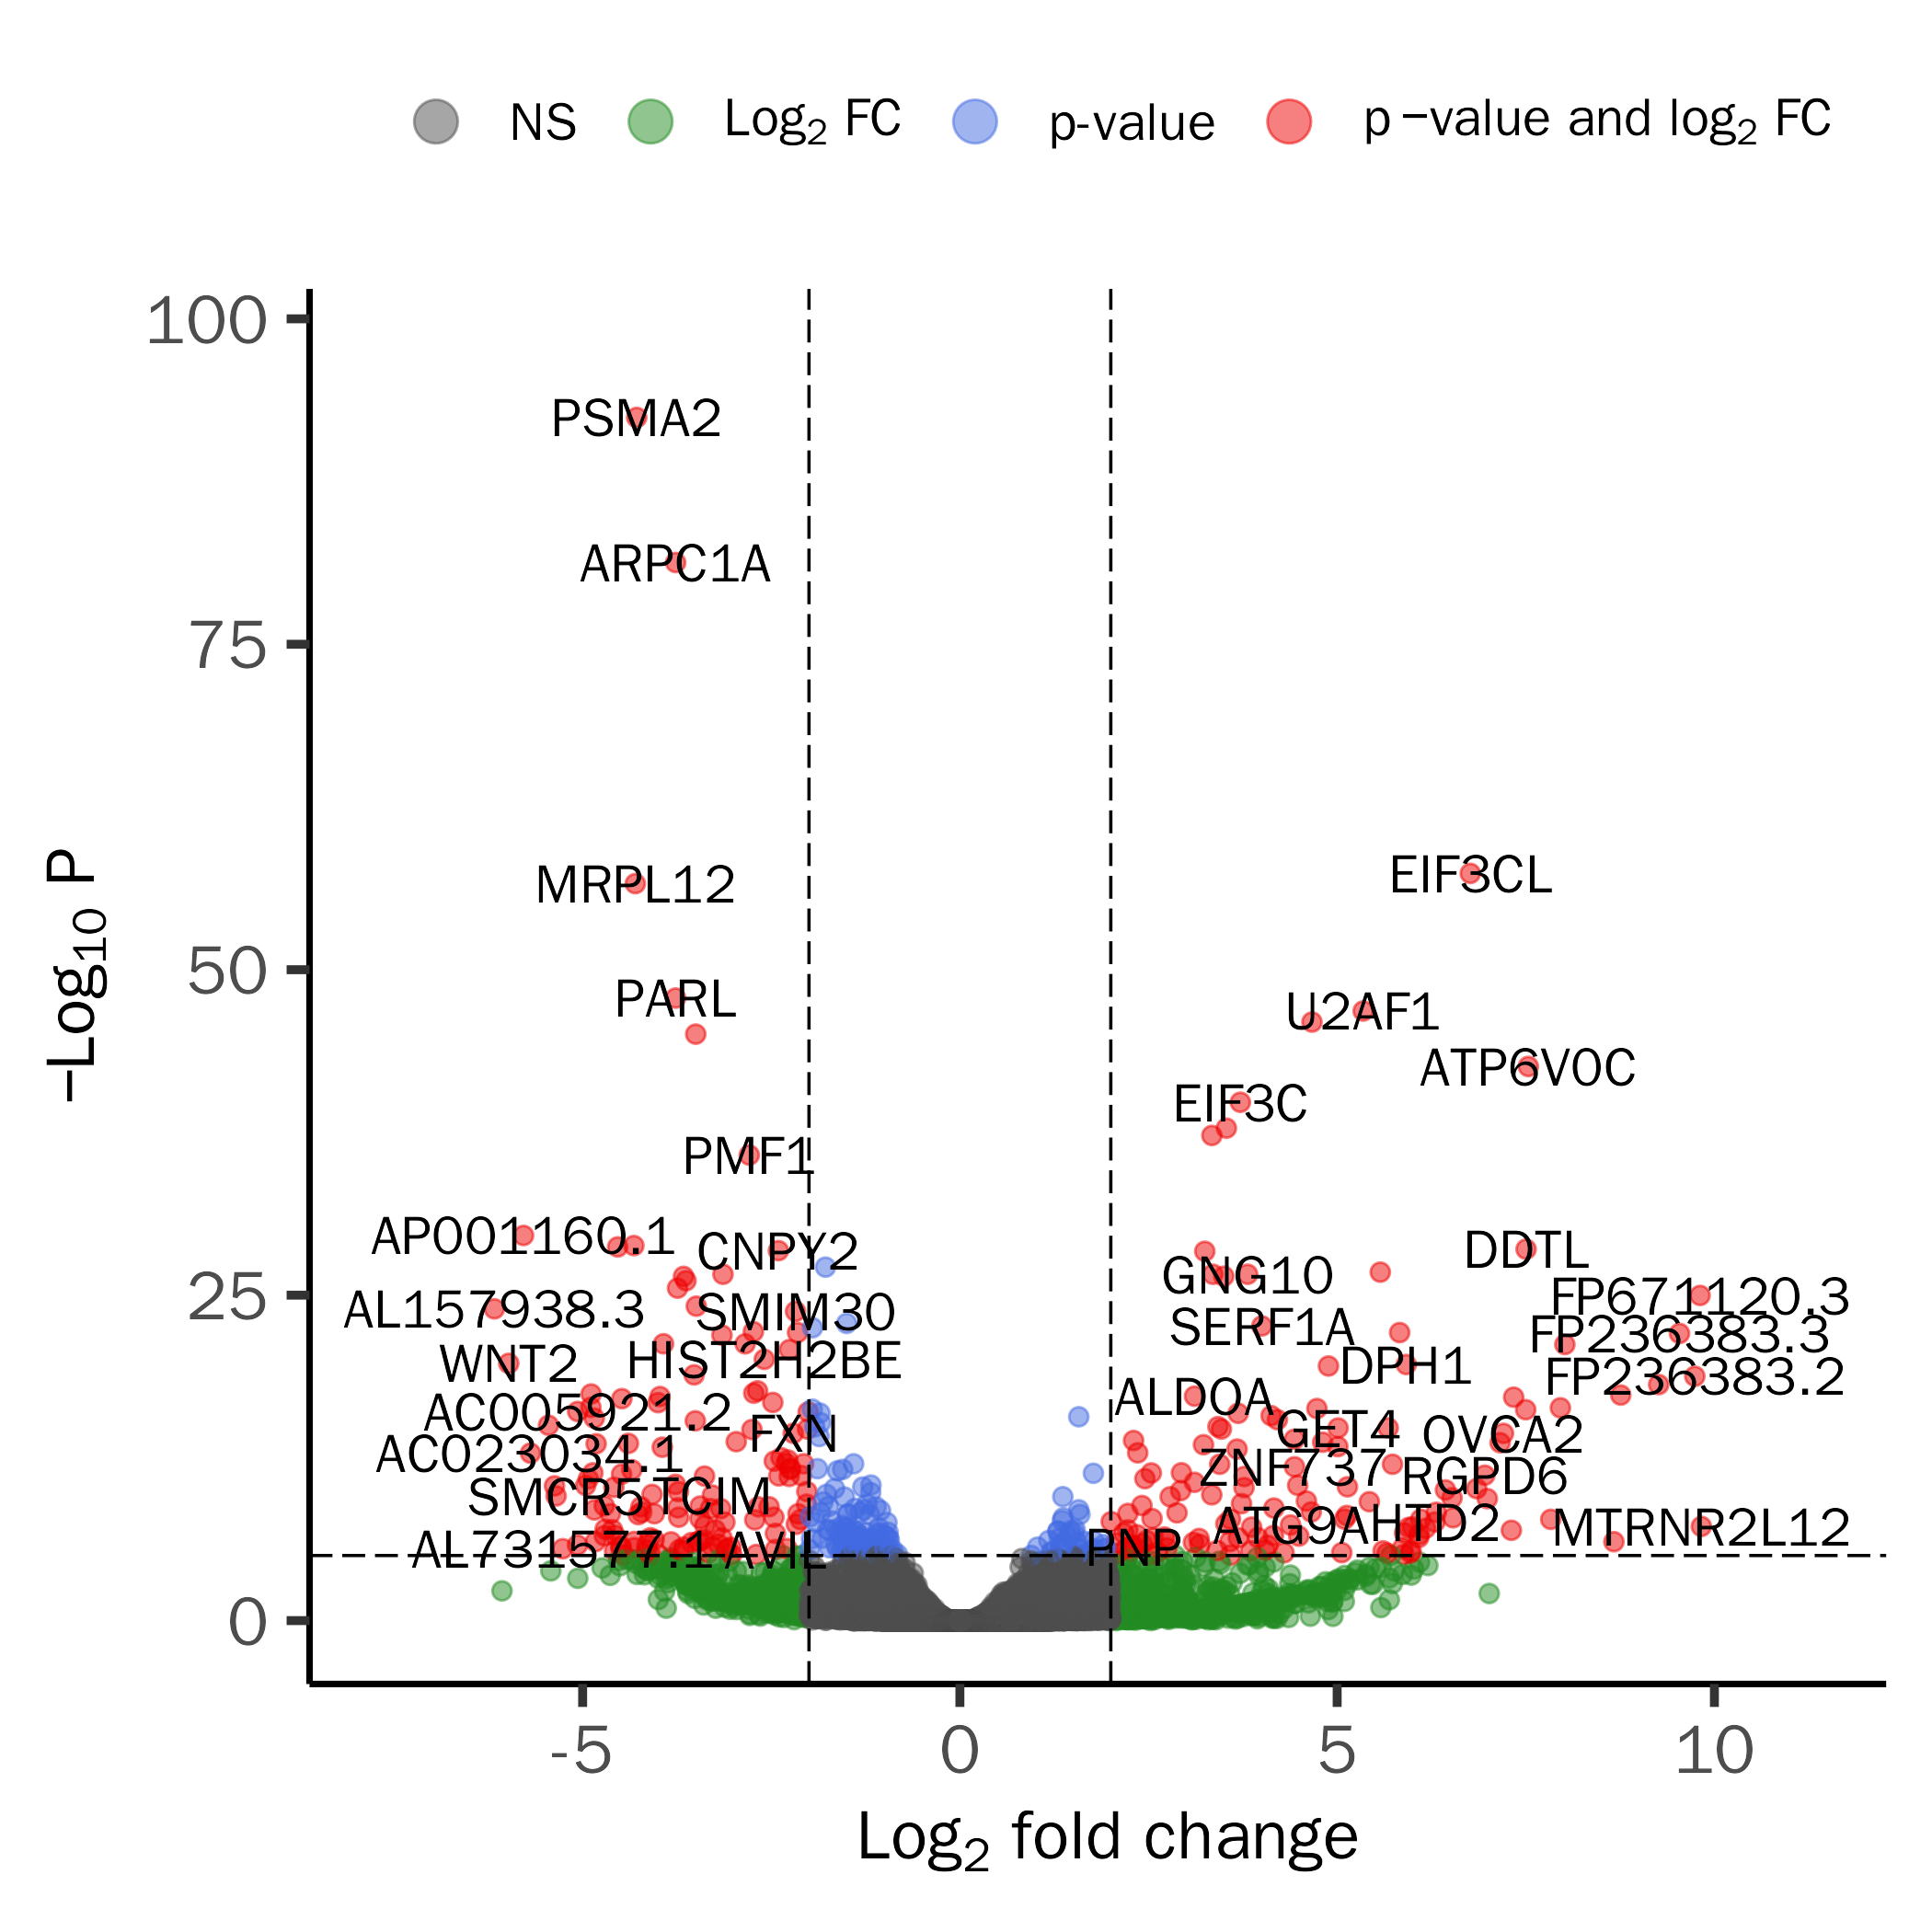 NS Log2 FC p-value p −value and log2 FC
100
PSMA2
ARPC1A
75
MRPL12
EIF3CL
−Log10 P
50
PARL
U2AF1
ATP6V0C
EIF3C
PMF1
AP001160.1
CNPY2
DDTL
GNG10
25
FP671120.3
AL157938.3
SMIM30
SERF1A
FP236383.3
WNT2
HIST2H2BE
DPH1
FP236383.2
ALDOA
AC005921.2
FXN
GET4
OVCA2
AC023034.1
ZNF737
RGPD6
SMCR5
TCIM
ATG9A
HTD2
MTRNR2L12
AL731577.1
AVIL
PNP
0
-5 0 5 10
Log2 fold change